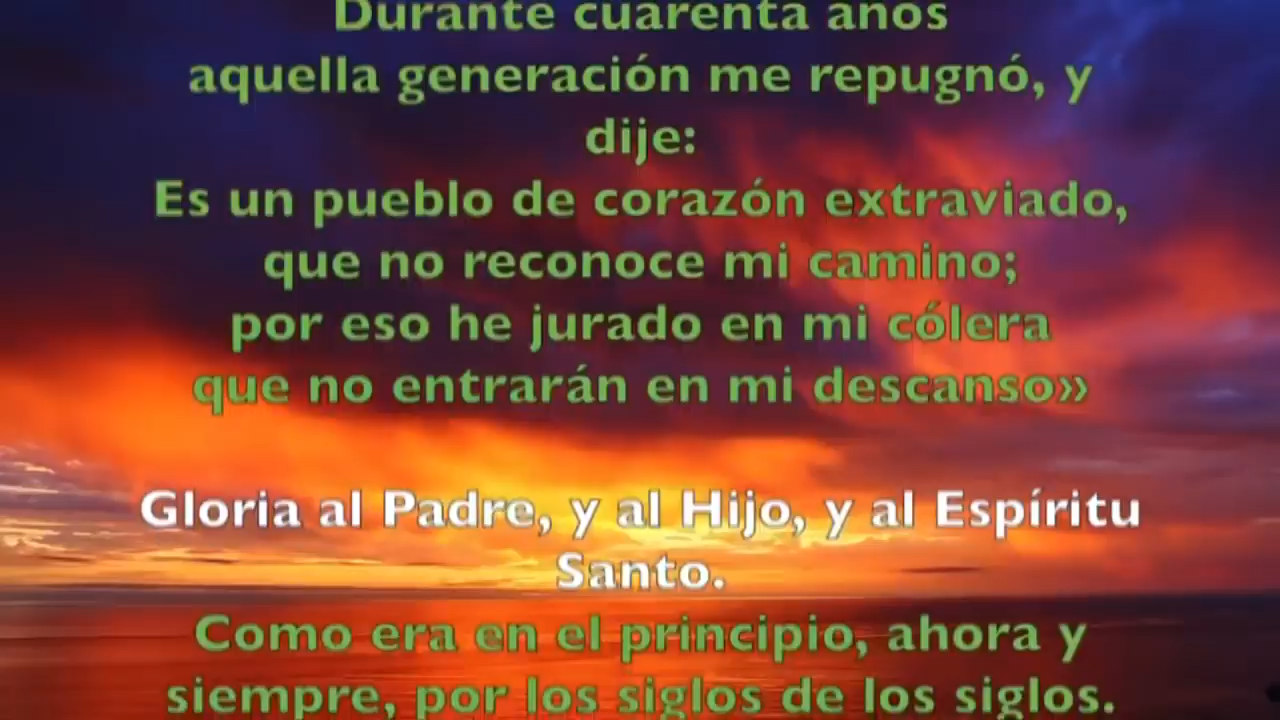 Durante cuarenta años
aquella generación me repugnó, y
dije:
Es un pueblo de corazón extraviado,
que no reconoce mi camino;
por eso he jurado en mi cólera
que no entrarán en mi descanso»
Gloria al Padre, y al Hijo, y al Espíritu
Santo.
Como era en el principio, ahora y
siempre, por los siglos de los siglos.